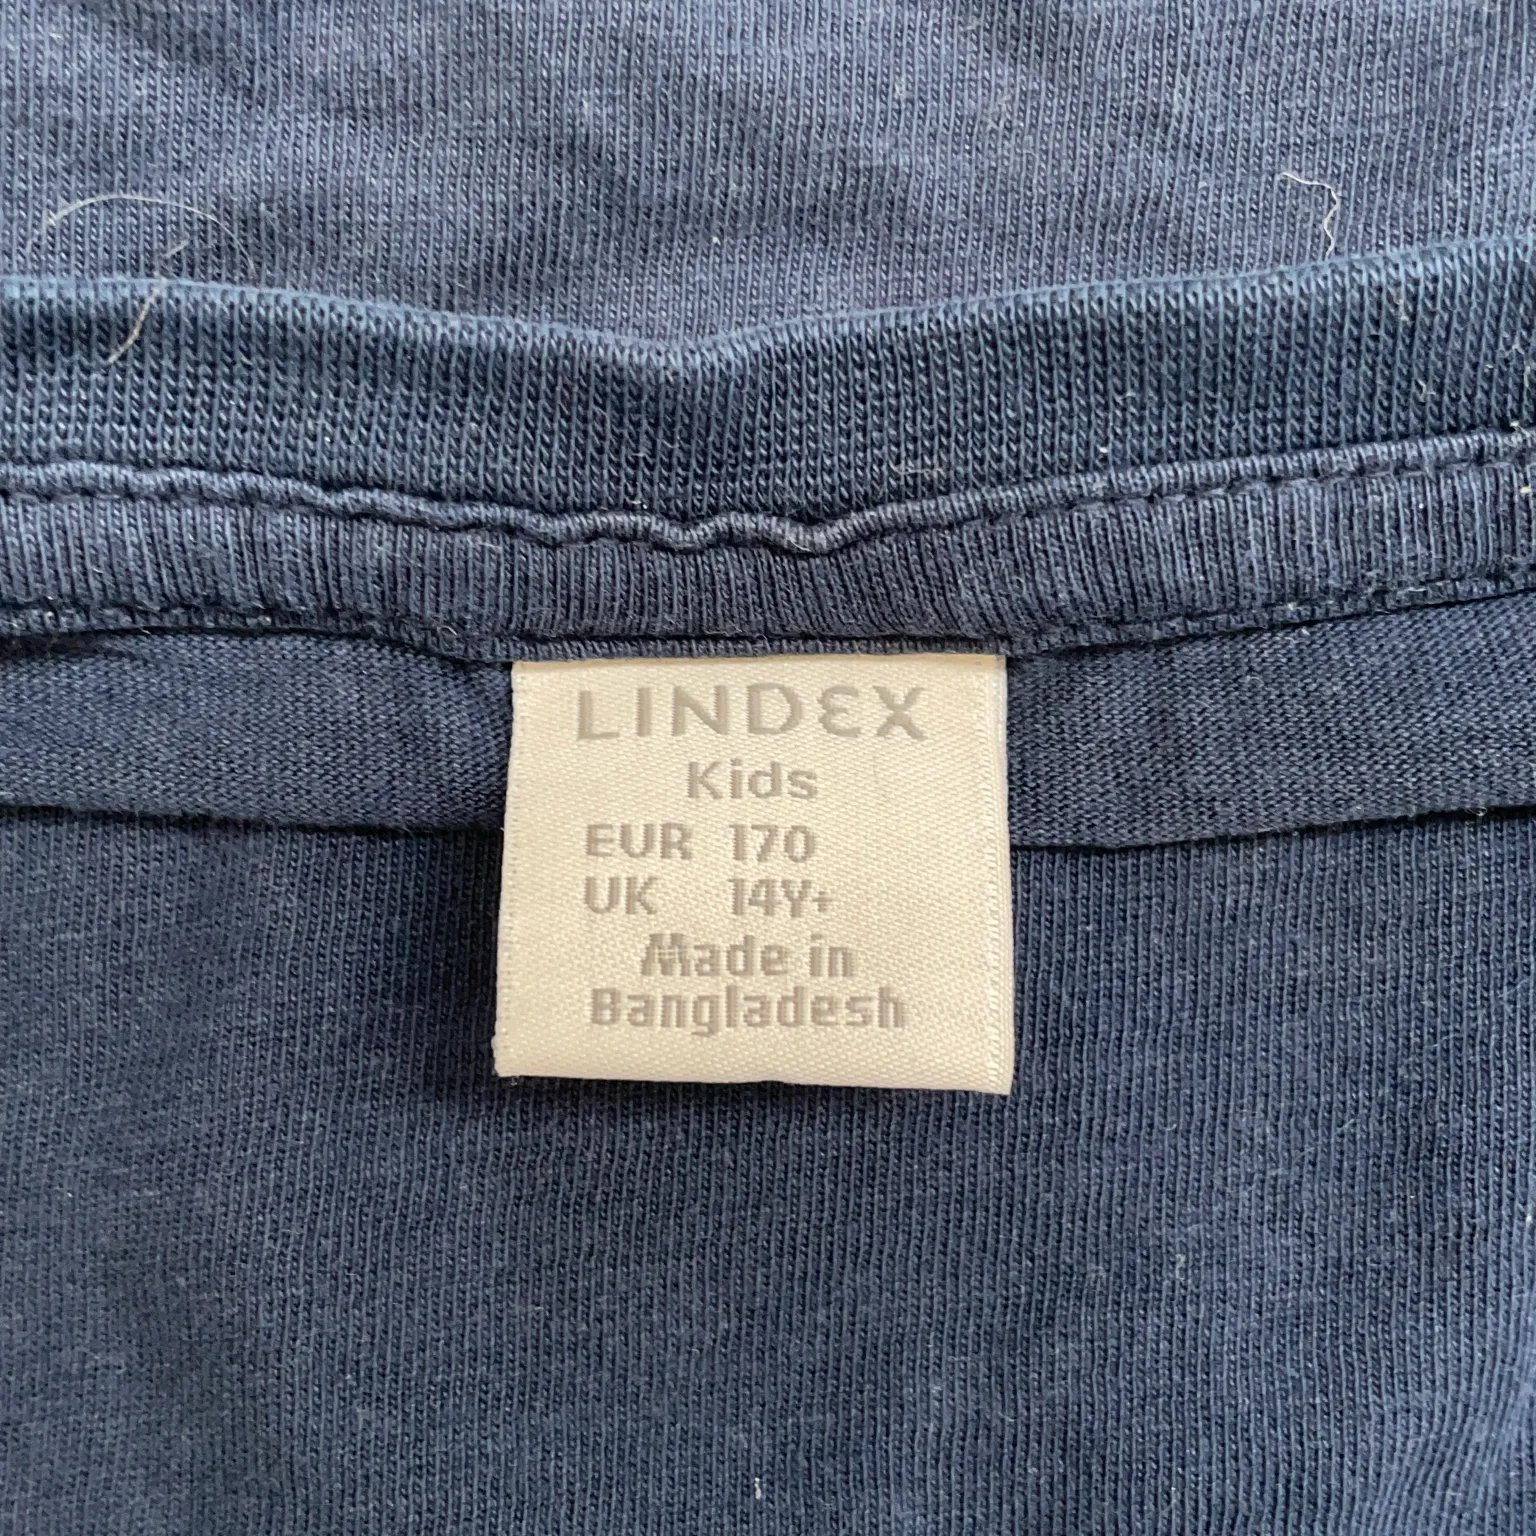 LINDEX
Kids
EUR 170
UK 14Y+
Made in
Bangladesh